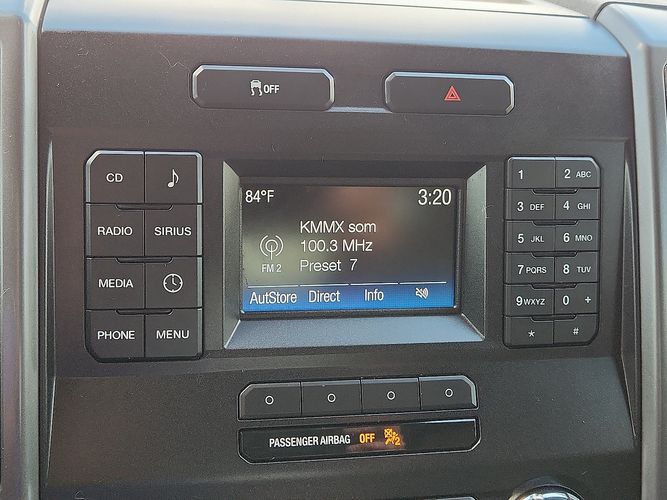 OFF
CD
RADIO SIRIUS
MEDIA
PHONE MENU
84°F 3:20
KMMX som
100.3 MHz
FM 2
Preset 7
AutStore Direct Info
1 2 ABC
3 DEF 4 GHI
5 JKL 6 MNO
7 PQRS 8 TUV
9 WXYZ 0 +
* #
PASSENGER AIRBAG OFF 2